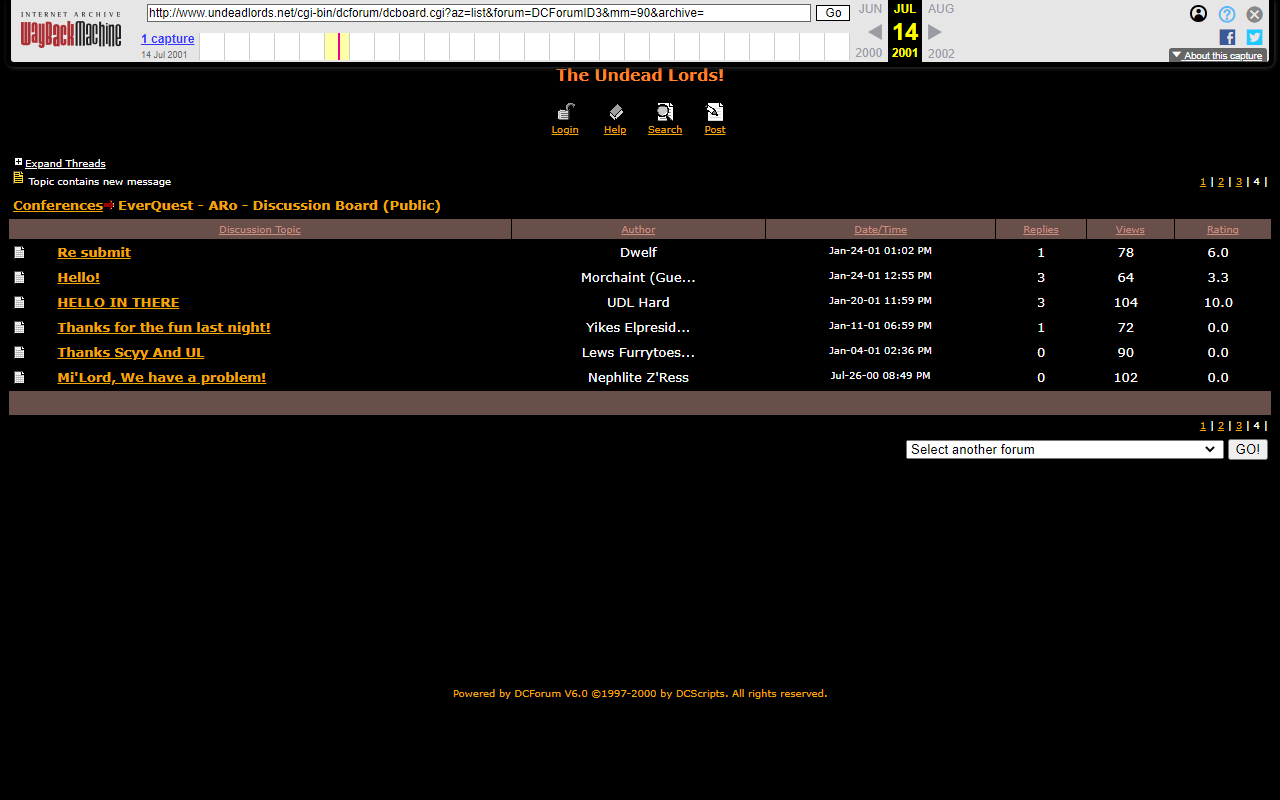 INTERNET ARCHIVE
WayBackMachine
http://www.undeadlords.net/cgi-bin/dcforum/dcboard.cgi?az=list&forum=DCForumID3&mm=90&archive=
Go
JUN JUL AUG
1 capture
14
14 Jul 2001
2000 2001 2002
About this capture
The Undead Lords!
Login Help Search Post
Expand Threads
Topic contains new message
1 | 2 | 3 | 4 |
Conferences EverQuest - ARo - Discussion Board (Public)
Discussion Topic Author Date/Time Replies Views Rating
Re submit Dwelf Jan-24-01 01:02 PM 1 78 6.0
Hello! Morchaint (Gue... Jan-24-01 12:55 PM 3 64 3.3
HELLO IN THERE UDL Hard Jan-20-01 11:59 PM 3 104 10.0
Thanks for the fun last night! Yikes Elpresid... Jan-11-01 06:59 PM 1 72 0.0
Thanks Scyy And UL Lews Furrytoes... Jan-04-01 02:36 PM 0 90 0.0
Mi'Lord, We have a problem! Nephlite Z'Ress Jul-26-00 08:49 PM 0 102 0.0
1 | 2 | 3 | 4 |
Select another forum GO!
Powered by DCForum V6.0 ©1997-2000 by DCScripts. All rights reserved.